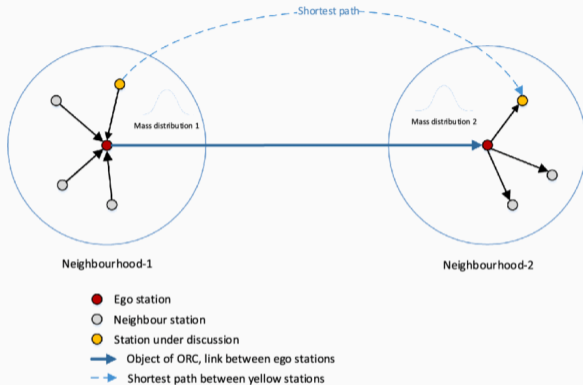 Shortest path
Mass distribution 1
Mass distribution 2
Neighbourhood-1
Neighbourhood-2
Ego station
Neighbour station
Station under discussion
Object of ORC, link between ego stations
Shortest path between yellow stations